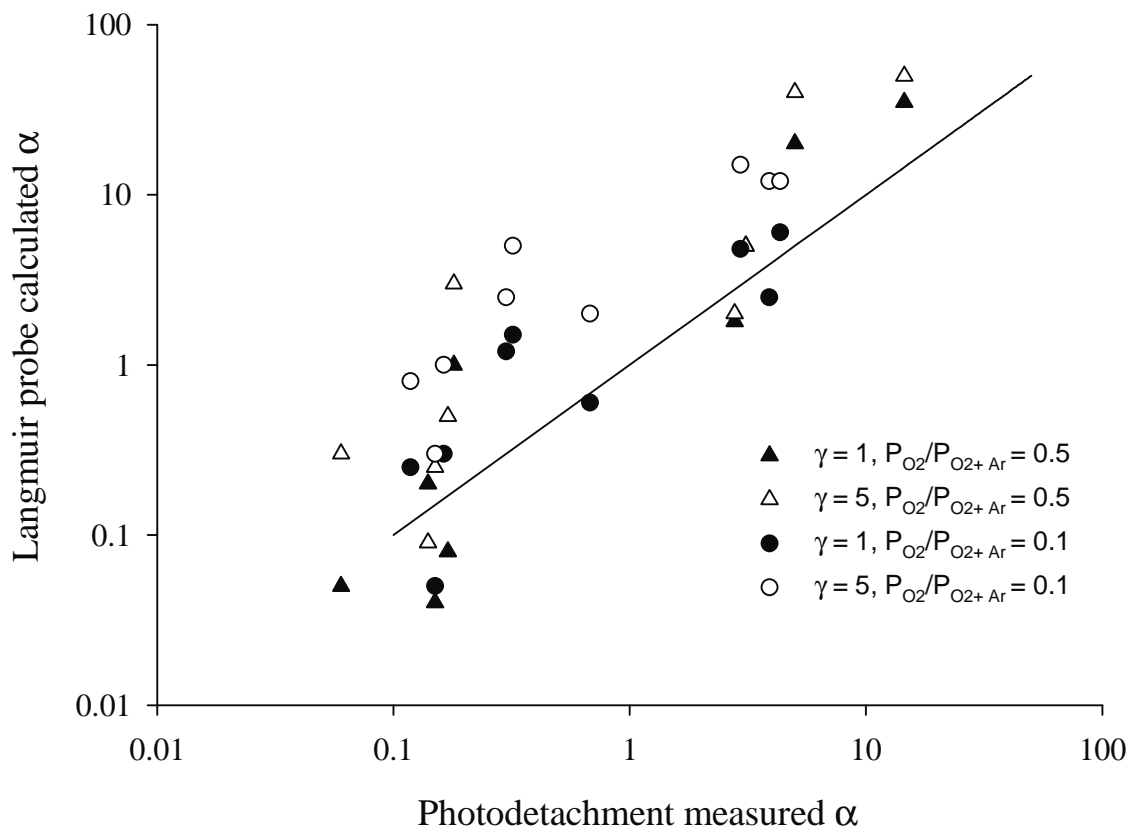 100
10
1
0.1
0.01
Langmuir probe calculated α
γ = 1, PO2/PO2+ Ar = 0.5
γ = 5, PO2/PO2+ Ar = 0.5
γ = 1, PO2/PO2+ Ar = 0.1
γ = 5, PO2/PO2+ Ar = 0.1
0.01 0.1 1 10 100
Photodetachment measured α